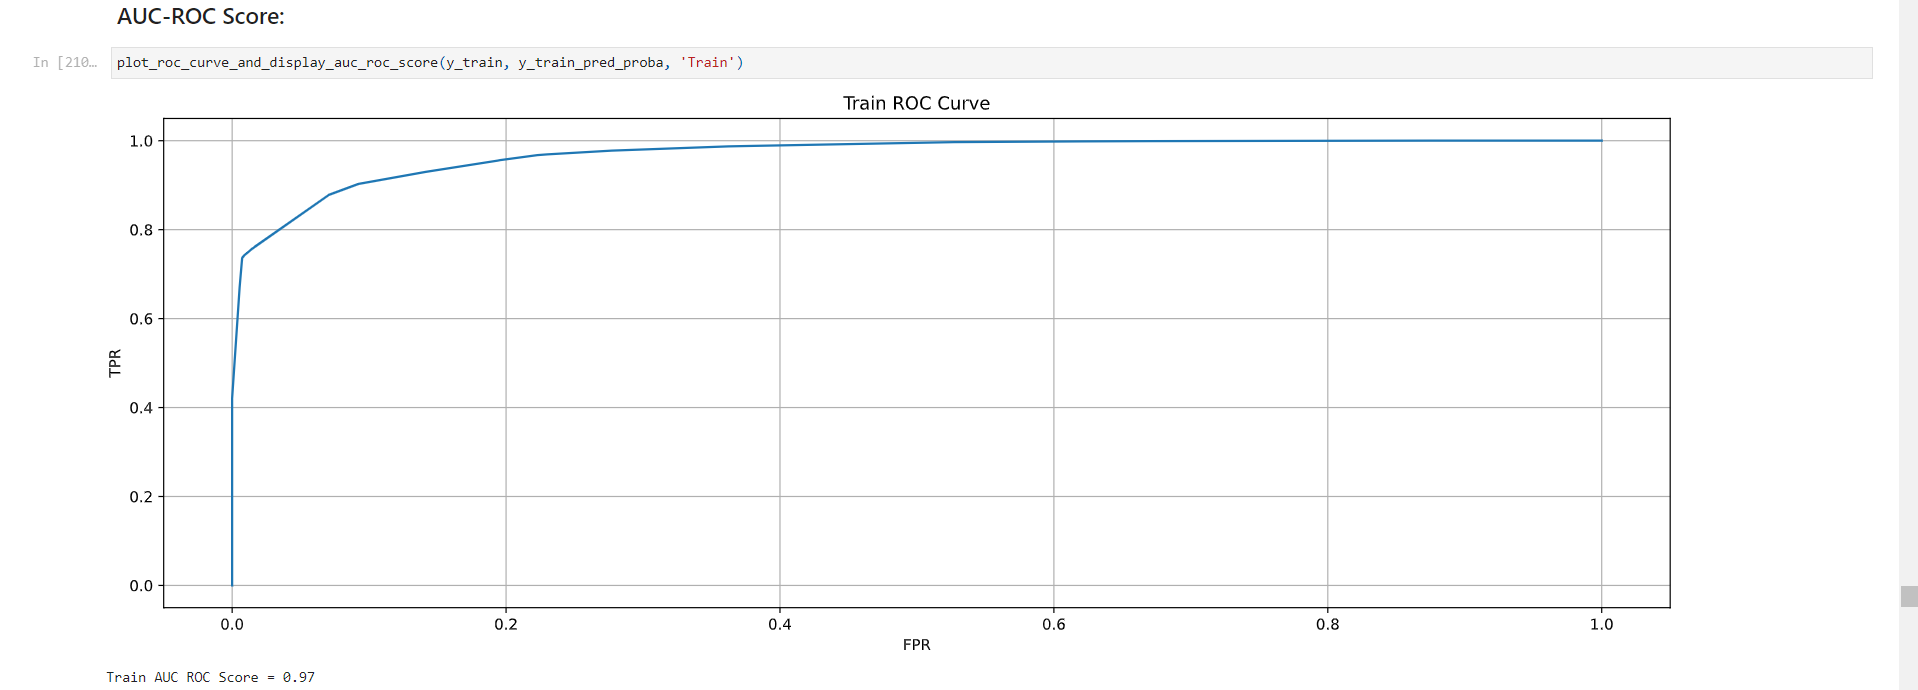 AUC-ROC Score:
In [210…
plot_roc_curve_and_display_auc_roc_score(y_train, y_train_pred_proba, 'Train')
Train ROC Curve
1.0
0.8
0.6
TPR
0.4
0.2
0.0
0.0 0.2 0.4 0.6 0.8 1.0
FPR
Train AUC ROC Score = 0.97